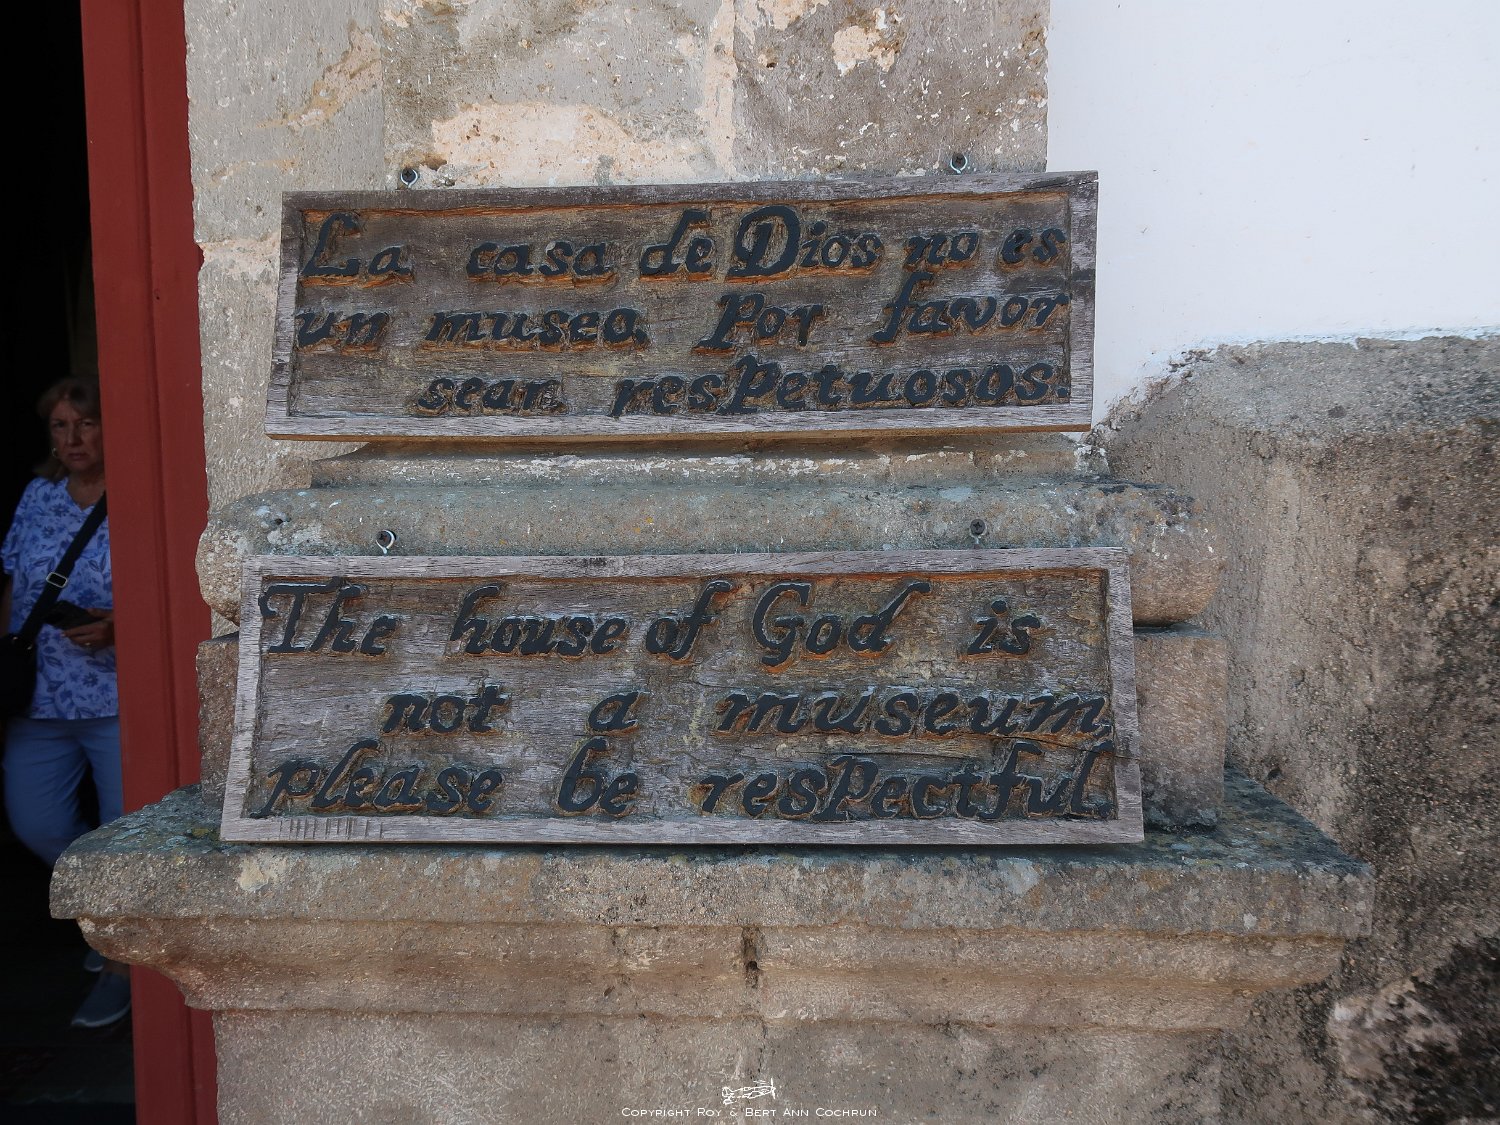 La casa de Dios no es
un museo, Por favor
sean respetuosos.
The house of God is
not a museum,
please be respectful.
Copyright Roy & Bert Ann Cochrun